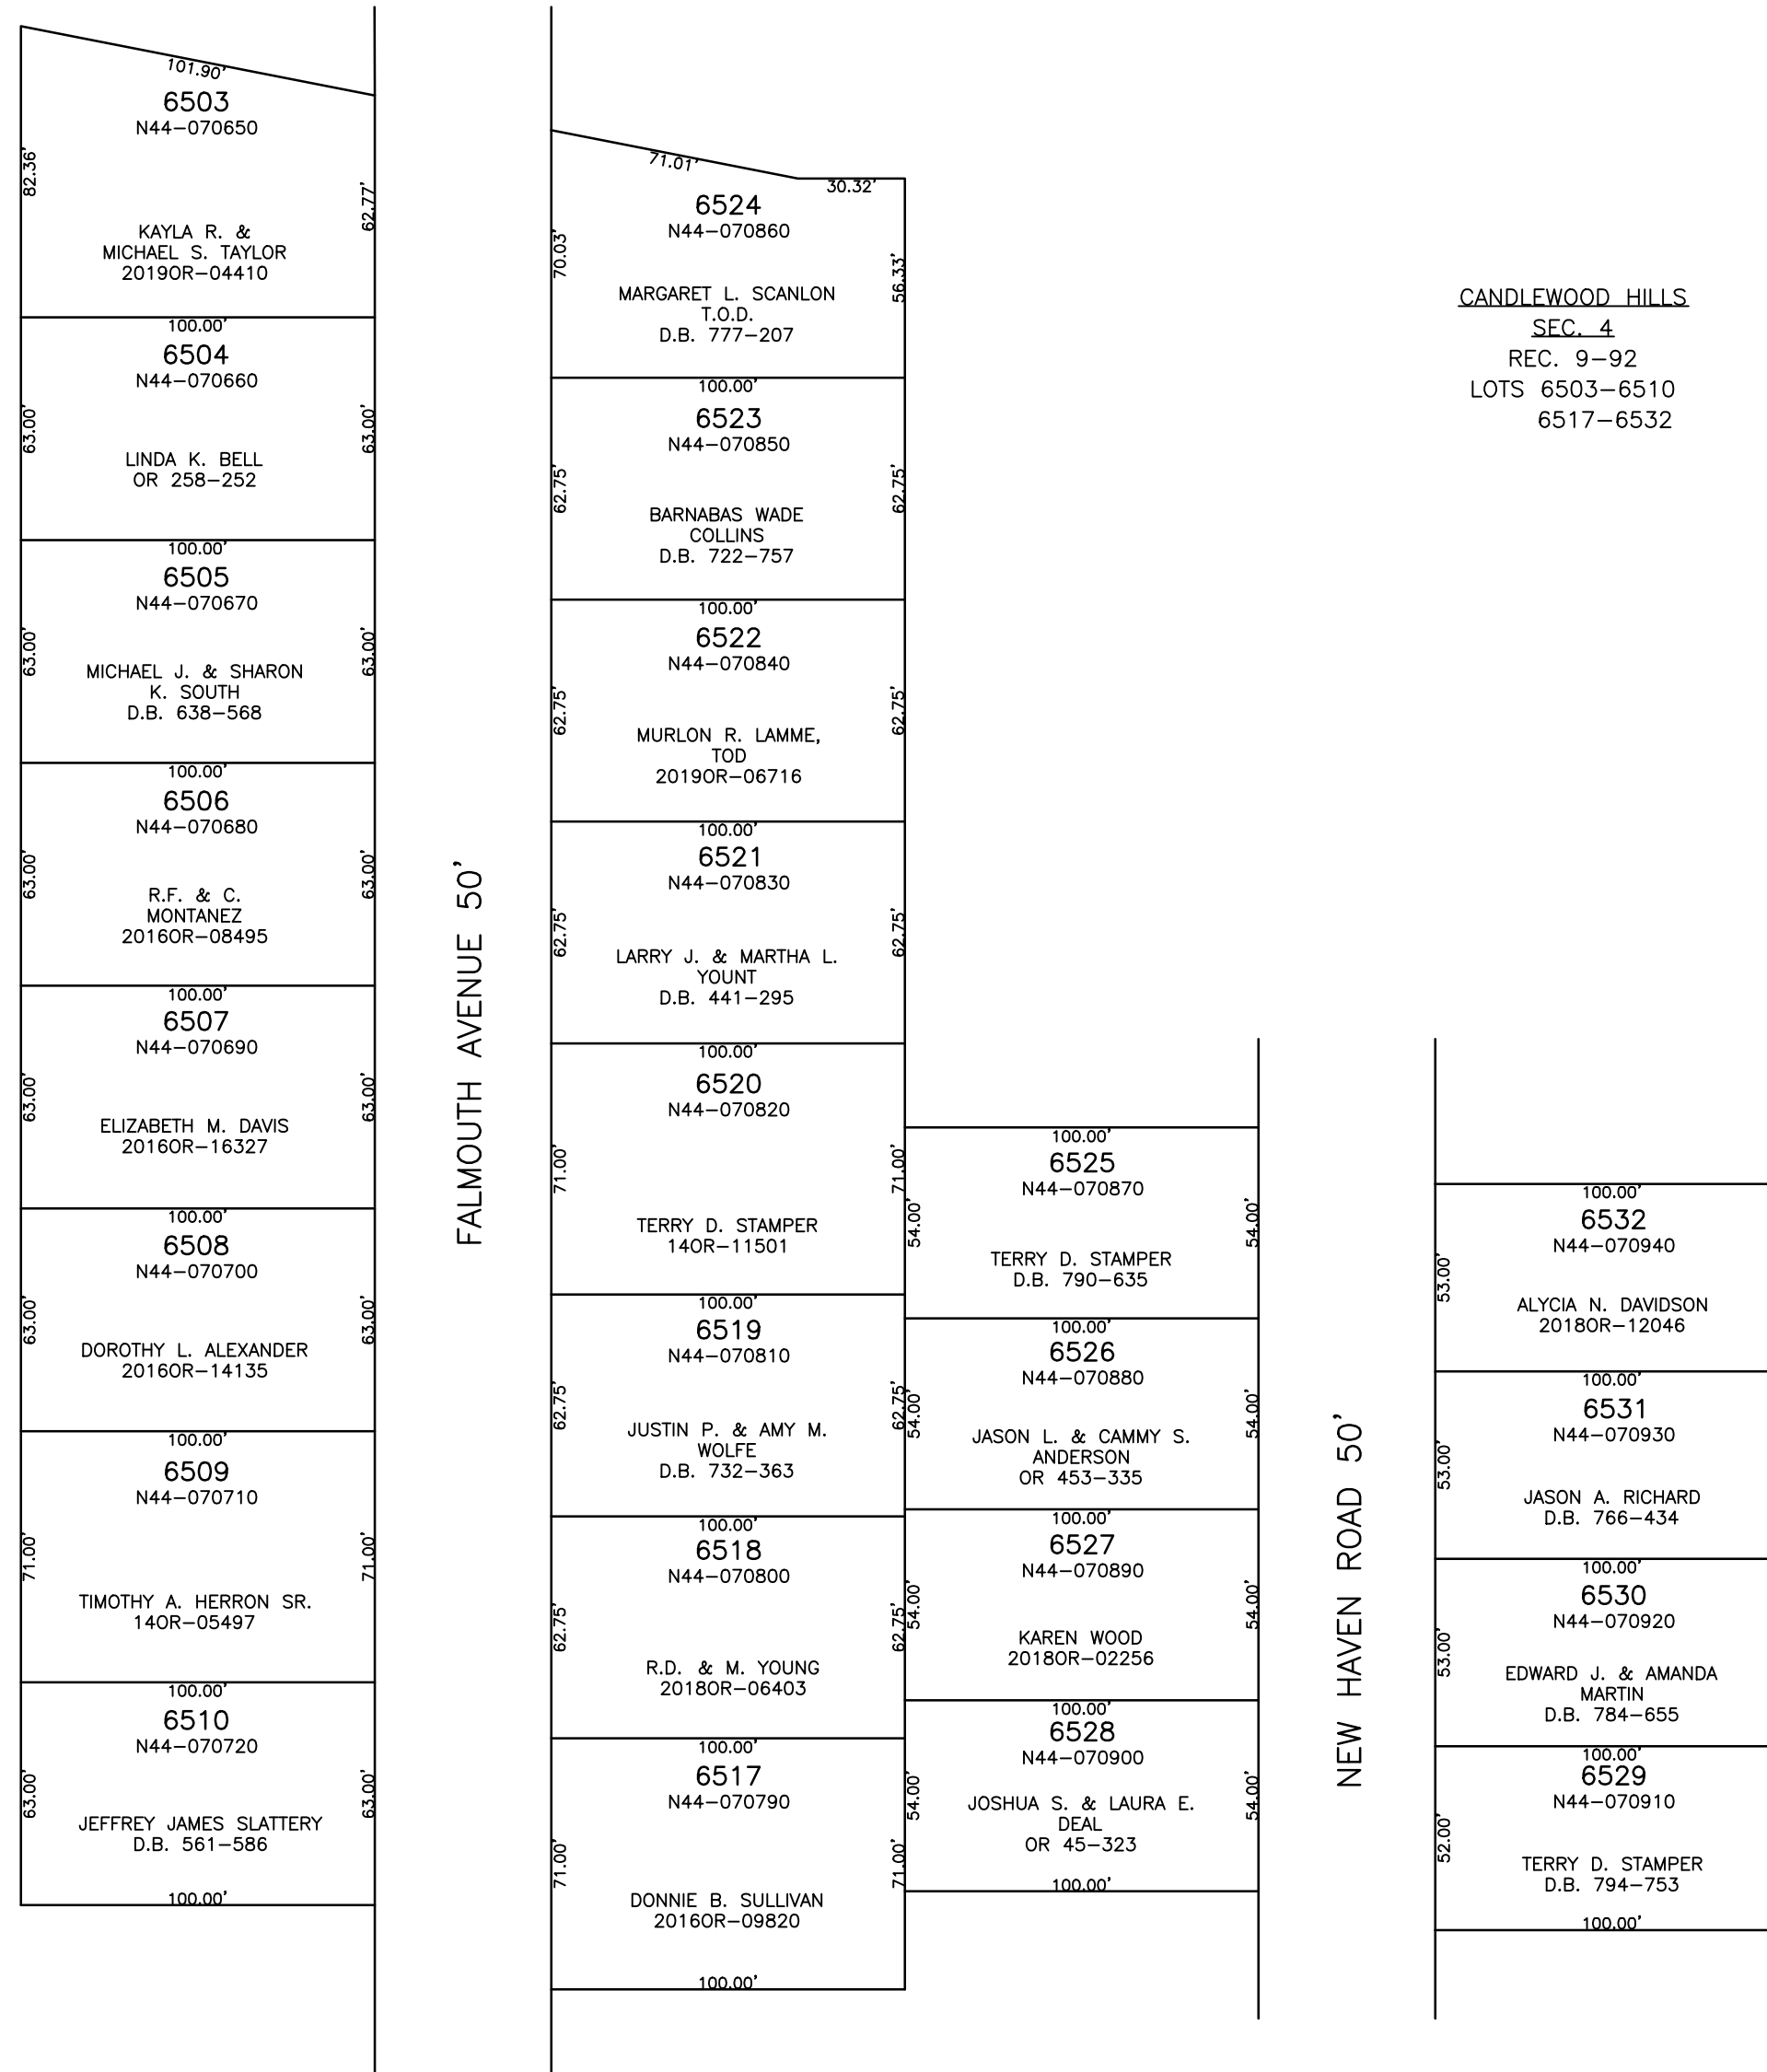 101.90'
6503
N44-070650
82.36'
62.77'
KAYLA R. &
MICHAEL S. TAYLOR
2019OR-04410
100.00'
6504
N44-070660
63.00'
63.00'
LINDA K. BELL
OR 258-252
100.00'
6505
N44-070670
63.00'
63.00'
MICHAEL J. & SHARON
K. SOUTH
D.B. 638-568
100.00'
6506
N44-070680
63.00'
63.00'
R.F. & C.
MONTANEZ
2016OR-08495
100.00'
6507
N44-070690
63.00'
63.00'
ELIZABETH M. DAVIS
2016OR-16327
100.00'
6508
N44-070700
63.00'
63.00'
DOROTHY L. ALEXANDER
2016OR-14135
100.00'
6509
N44-070710
71.00'
71.00'
TIMOTHY A. HERRON SR.
14OR-05497
100.00'
6510
N44-070720
63.00'
63.00'
JEFFREY JAMES SLATTERY
D.B. 561-586
100.00'
FALMOUTH AVENUE 50'
71.01'
30.32'
6524
N44-070860
70.03'
56.33'
MARGARET L. SCANLON
T.O.D.
D.B. 777-207
100.00'
6523
N44-070850
62.75'
62.75'
BARNABAS WADE
COLLINS
D.B. 722-757
100.00'
6522
N44-070840
62.75'
62.75'
MURLON R. LAMME,
TOD
2019OR-06716
100.00'
6521
N44-070830
62.75'
62.75'
LARRY J. & MARTHA L.
YOUNT
D.B. 441-295
100.00'
6520
N44-070820
71.00'
71.00'
TERRY D. STAMPER
14OR-11501
100.00'
6519
N44-070810
62.75'
62.75'
JUSTIN P. & AMY M.
WOLFE
D.B. 732-363
100.00'
6518
N44-070800
62.75'
62.75'
R.D. & M. YOUNG
2018OR-06403
100.00'
6517
N44-070790
71.00'
71.00'
DONNIE B. SULLIVAN
2016OR-09820
100.00'
100.00'
6525
N44-070870
54.00'
54.00'
TERRY D. STAMPER
D.B. 790-635
100.00'
6526
N44-070880
54.00'
54.00'
JASON L. & CAMMY S.
ANDERSON
OR 453-335
100.00'
6527
N44-070890
54.00'
54.00'
KAREN WOOD
2018OR-02256
100.00'
6528
N44-070900
54.00'
54.00'
JOSHUA S. & LAURA E.
DEAL
OR 45-323
100.00'
NEW HAVEN ROAD 50'
CANDLEWOOD HILLS
SEC. 4
REC. 9-92
LOTS 6503-6510
6517-6532
100.00'
6532
N44-070940
53.00'
ALYCIA N. DAVIDSON
2018OR-12046
100.00'
6531
N44-070930
53.00'
JASON A. RICHARD
D.B. 766-434
100.00'
6530
N44-070920
53.00'
EDWARD J. & AMANDA
MARTIN
D.B. 784-655
100.00'
6529
N44-070910
52.00'
TERRY D. STAMPER
D.B. 794-753
100.00'